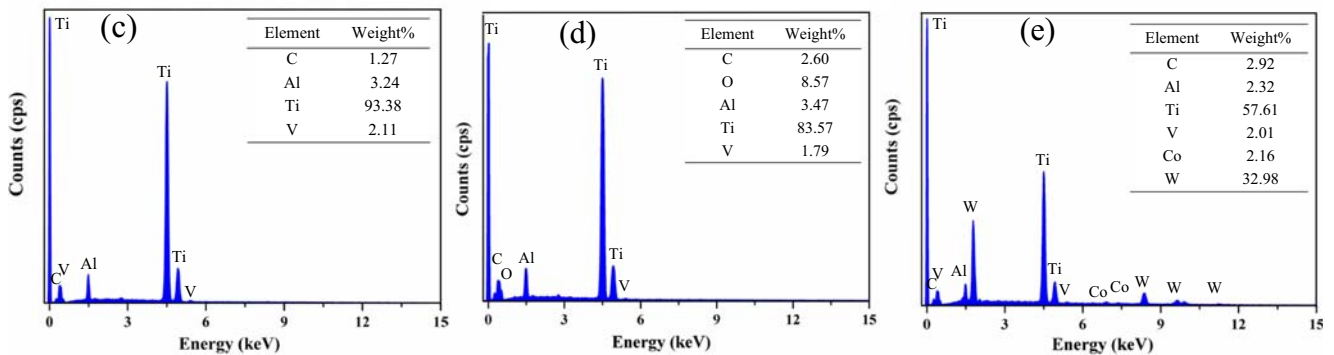 (c)
Element Weight%
C 1.27
Al 3.24
Ti 93.38
V 2.11
Ti
Ti
C
V
Al
Ti
V
Counts (cps)
0 3 6 9 12 15
Energy (keV)
(d)
Element Weight%
C 2.60
O 8.57
Al 3.47
Ti 83.57
V 1.79
Ti
Ti
C
O
Al
Ti
V
Counts (cps)
0 3 6 9 12 15
Energy (keV)
(e)
Element Weight%
C 2.92
Al 2.32
Ti 57.61
V 2.01
Co 2.16
W 32.98
Ti
Ti
W
C
V
Al
Ti
V
Co
Co
W
W
W
Counts (cps)
0 3 6 9 12 15
Energy (keV)